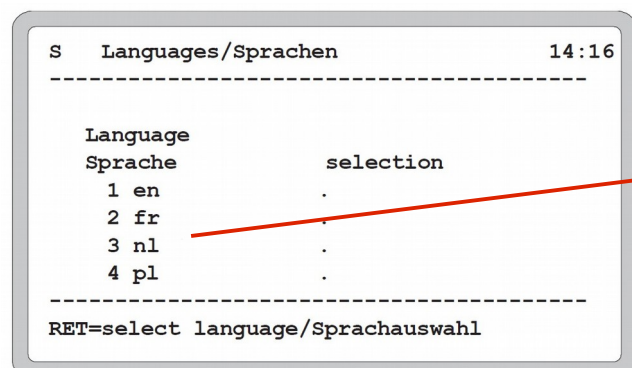 S Languages/Sprachen 14:16
----------------------------------------------
Language
Sprache selection
1 en .
2 fr .
3 nl .
4 pl .
----------------------------------------------
RET=select language/Sprachauswahl